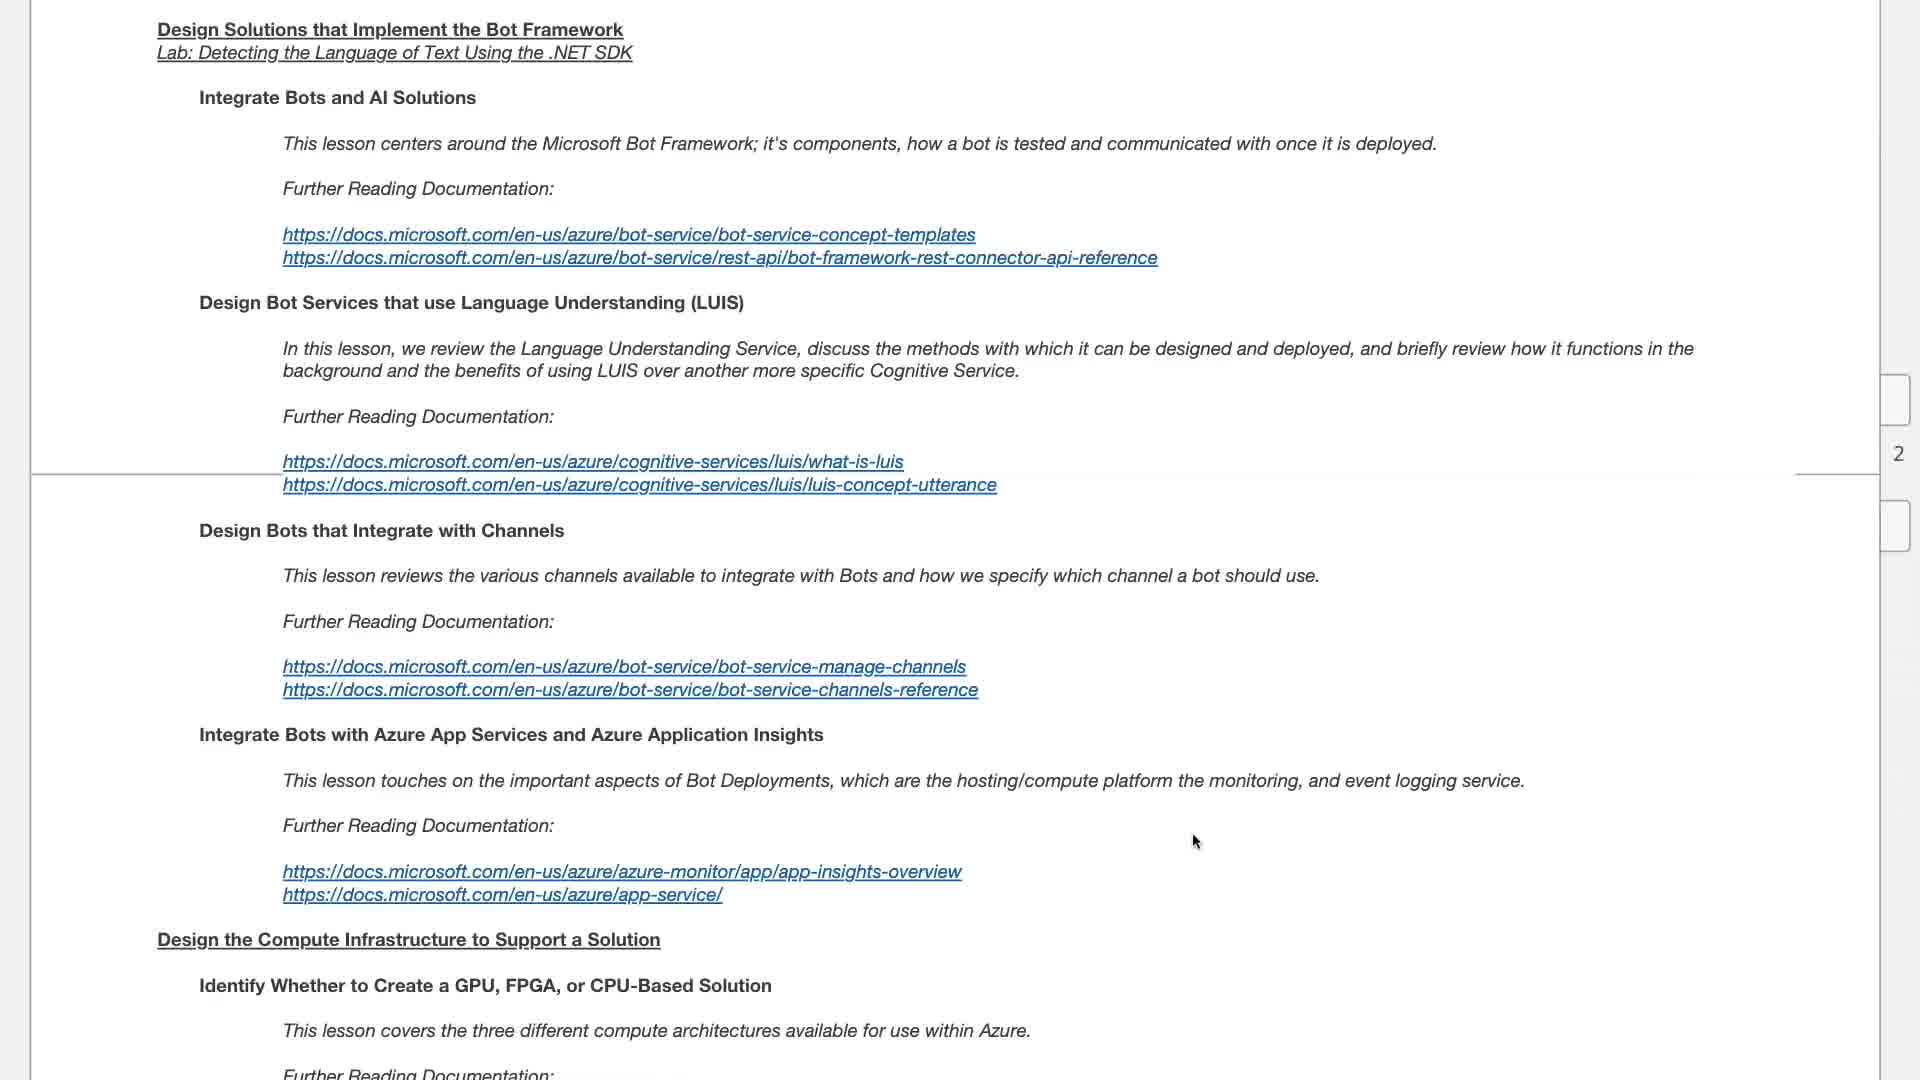 Design Solutions that Implement the Bot Framework
Lab: Detecting the Language of Text Using the .NET SDK
Integrate Bots and AI Solutions
This lesson centers around the Microsoft Bot Framework; it's components, how a bot is tested and communicated with once it is deployed.
Further Reading Documentation:
https://docs.microsoft.com/en-us/azure/bot-service/bot-service-concept-templates
https://docs.microsoft.com/en-us/azure/bot-service/rest-api/bot-framework-rest-connector-api-reference
Design Bot Services that use Language Understanding (LUIS)
In this lesson, we review the Language Understanding Service, discuss the methods with which it can be designed and deployed, and briefly review how it functions in the
background and the benefits of using LUIS over another more specific Cognitive Service.
Further Reading Documentation:
https://docs.microsoft.com/en-us/azure/cognitive-services/luis/what-is-luis
2
https://docs.microsoft.com/en-us/azure/cognitive-services/luis/luis-concept-utterance
Design Bots that Integrate with Channels
This lesson reviews the various channels available to integrate with Bots and how we specify which channel a bot should use.
Further Reading Documentation:
https://docs.microsoft.com/en-us/azure/bot-service/bot-service-manage-channels
https://docs.microsoft.com/en-us/azure/bot-service/bot-service-channels-reference
Integrate Bots with Azure App Services and Azure Application Insights
This lesson touches on the important aspects of Bot Deployments, which are the hosting/compute platform the monitoring, and event logging service.
Further Reading Documentation:
https://docs.microsoft.com/en-us/azure/azure-monitor/app/app-insights-overview
https://docs.microsoft.com/en-us/azure/app-service/
Design the Compute Infrastructure to Support a Solution
Identify Whether to Create a GPU, FPGA, or CPU-Based Solution
This lesson covers the three different compute architectures available for use within Azure.
Further Reading Documentation: